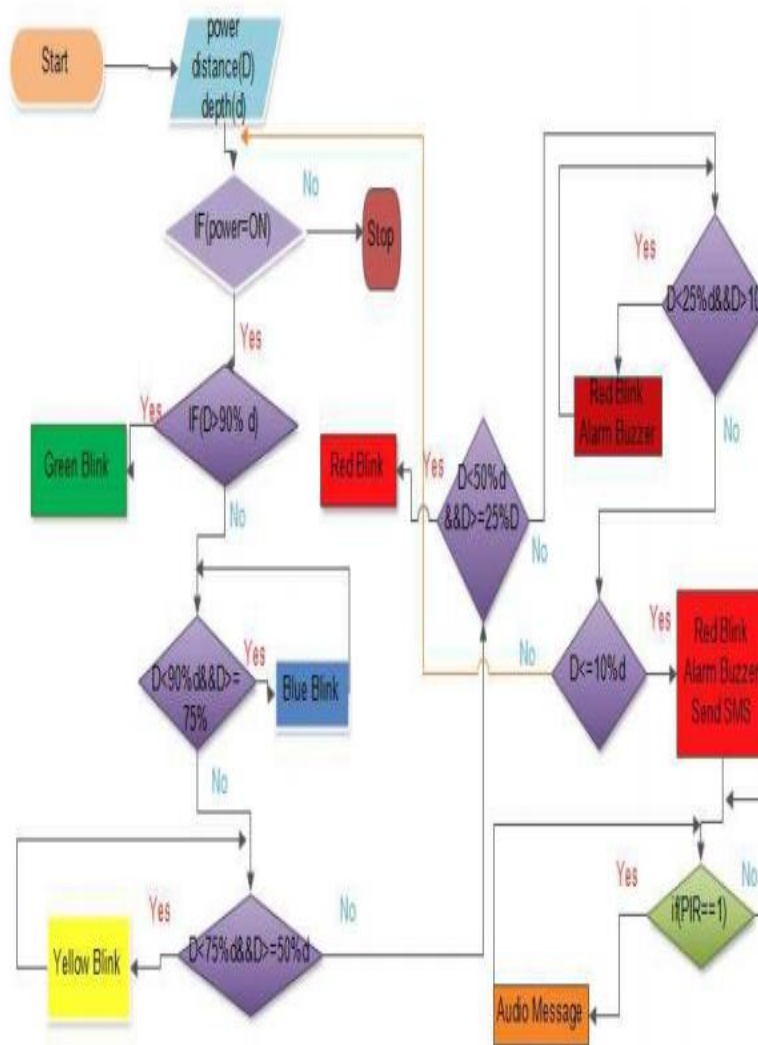 Start
power
distance(D)
depth(d)
IF(power=ON)
No
Stop
Yes
IF(D>90% d)
Yes
Green Blink
No
D<90%d&&D>=
75%
Yes
Blue Blink
No
D<75%d&&D>=50%d
Yes
Yellow Blink
No
D<50%d
&&D>=25%D
Yes
Red Blink
No
D<25%d&&D>10
Yes
Red Blink
Alarm Buzzer
No
D<=10%d
No
Yes
Red Blink
Alarm Buzzer
Send SMS
if(PIR==1)
Yes
No
Audio Message